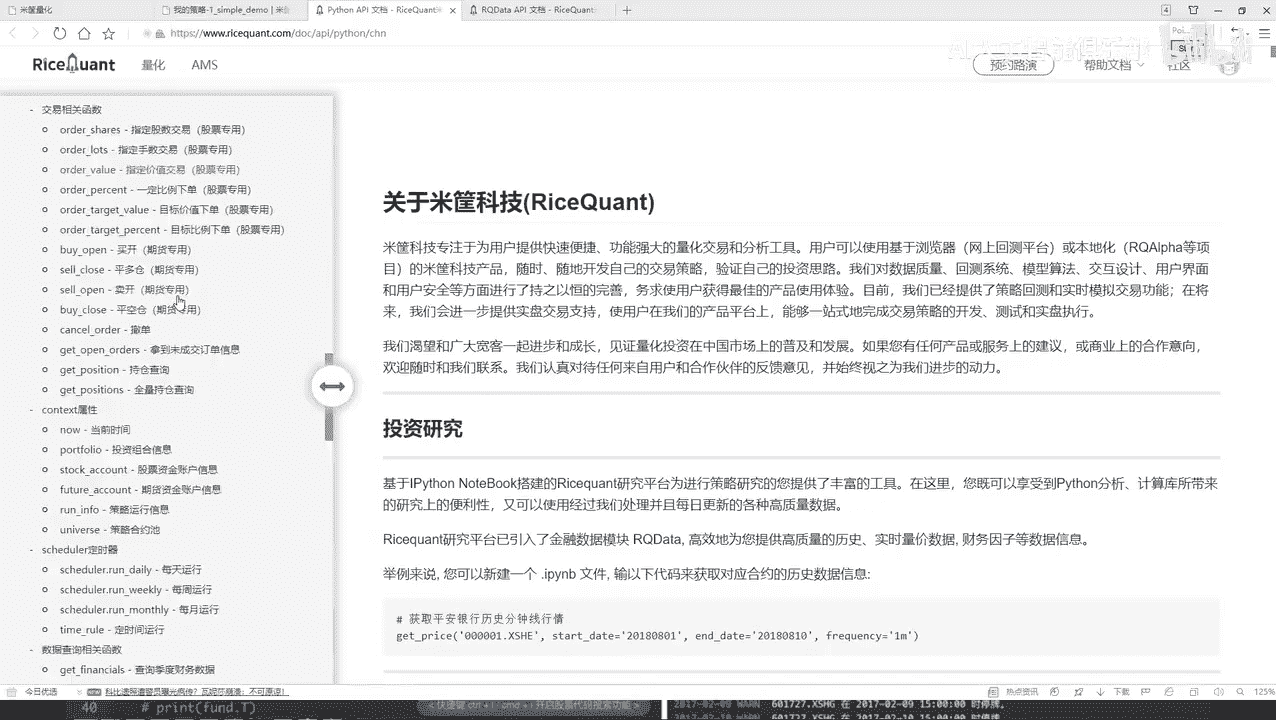 米筐量化
我的策略-1_simple_demo | 米筐
Python API 文档 - RiceQuant米
RQData API 文档 - RiceQuant
4
https://www.ricequant.com/doc/api/python/chn
RiceQuant 量化 AMS 预约路演 帮助文档 社区
- 交易相关函数
order_shares - 指定股数交易（股票专用）
order_lots - 指定手数交易（股票专用）
order_value - 指定价值交易（股票专用）
order_percent - 一定比例下单（股票专用）
order_target_value - 目标价值下单（股票专用）
order_target_percent - 目标比例下单（股票专用）
buy_open - 买开（期货专用）
sell_close - 平多仓（期货专用）
sell_open - 卖开（期货专用）
buy_close - 平空仓（期货专用）
cancel_order - 撤单
get_open_orders - 拿到未成交订单信息
get_position - 持仓查询
get_positions - 全量持仓查询
- context属性
now - 当前时间
portfolio - 投资组合信息
stock_account - 股票资金账户信息
future_account - 期货资金账户信息
run_info - 策略运行信息
universe - 策略合约池
- scheduler定时器
scheduler.run_daily - 每天运行
scheduler.run_weekly - 每周运行
scheduler.run_monthly - 每月运行
time_rule - 定时间运行
- 数据查询相关函数
get_financials - 查询季度财务数据
关于米筐科技(RiceQuant)
米筐科技专注于为用户提供快速便捷、功能强大的量化交易和分析工具。用户可以使用基于浏览器（网上回测平台）或本地化（RQAlpha等项
目）的米筐科技产品，随时、随地开发自己的交易策略，验证自己的投资思路。我们对数据质量、回测系统、模型算法、交互设计、用户界面
和用户安全等方面进行了持之以恒的完善，务求使用户获得最佳的产品使用体验。目前，我们已经提供了策略回测和实时模拟交易功能；在将
来，我们会进一步提供实盘交易支持，使用户在我们的产品平台上，能够一站式地完成交易策略的开发、测试和实盘执行。
我们渴望和广大宽客一起进步和成长，见证量化投资在中国市场上的普及和发展。如果您有任何产品或服务上的建议，或商业上的合作意向，
欢迎随时和我们联系。我们认真对待任何来自用户和合作伙伴的反馈意见，并始终视之为我们进步的动力。
投资研究
基于IPython NoteBook搭建的Ricequant研究平台为进行策略研究的您提供了丰富的工具。在这里，您既可以享受到Python分析、计算库所带来
的研究上的便利性，又可以使用经过我们处理并且每日更新的各种高质量数据。
Ricequant研究平台已引入了金融数据模块 RQData, 高效地为您提供高质量的历史、实时量价数据, 财务因子等数据信息。
举例来说, 您可以新建一个 .ipynb 文件, 输以下代码来获取对应合约的历史数据信息:
# 获取平安银行历史分钟线行情
get_price('000001.XSHE', start_date='20180801', end_date='20180810', frequency='1m')
今日优选
热点资讯 下载 125%
40 # print(fund.T)
2017-02-09 WARN 601727.XSHG 在 2017-02-09 15:00:00 时停牌。